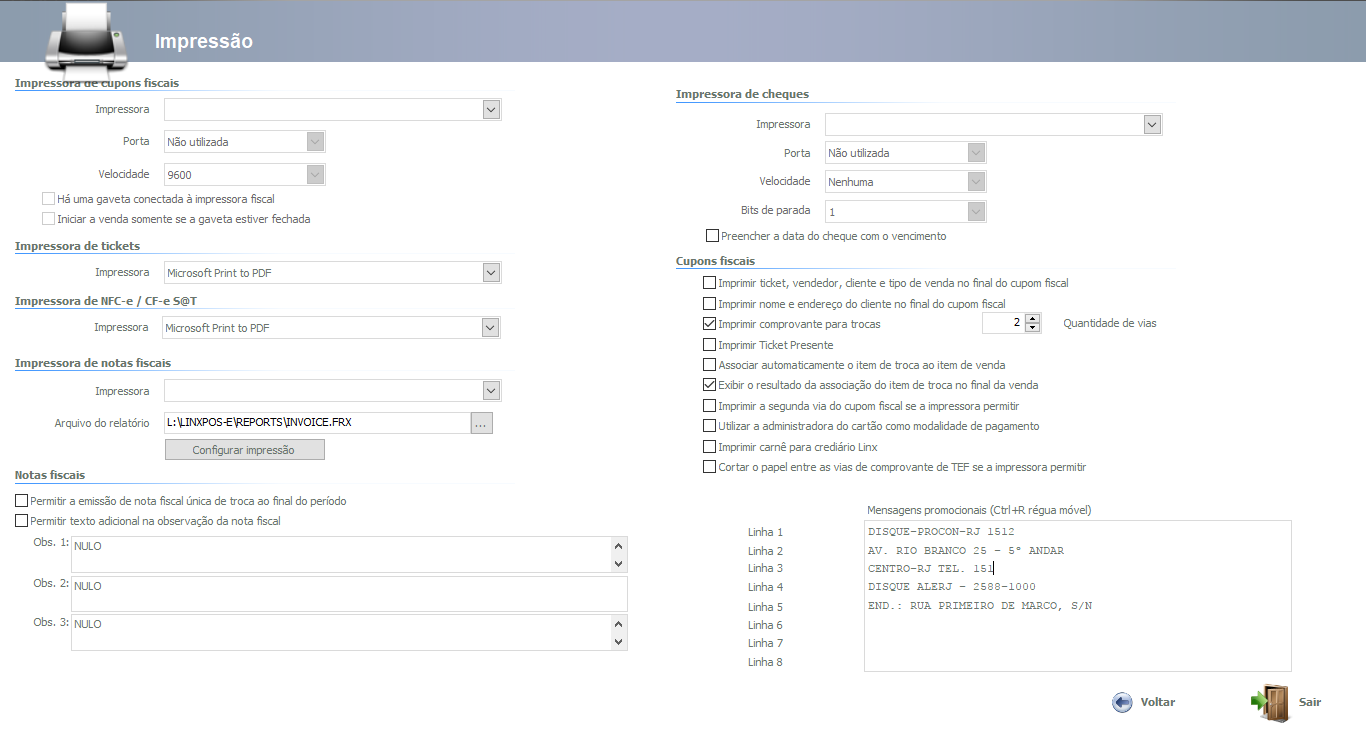 Impressão
Impressora de cupons fiscais
Impressora
Porta Não utilizada
Velocidade 9600
Há uma gaveta conectada à impressora fiscal
Iniciar a venda somente se a gaveta estiver fechada
Impressora de tickets
Impressora Microsoft Print to PDF
Impressora de NFC-e / CF-e S@T
Impressora Microsoft Print to PDF
Impressora de notas fiscais
Impressora
Arquivo do relatório L:\LINXPOS-E\REPORTS\INVOICE.FRX ...
Configurar impressão
Notas fiscais
Permitir a emissão de nota fiscal única de troca ao final do período
Permitir texto adicional na observação da nota fiscal
Obs. 1: NULO
Obs. 2: NULO
Obs. 3: NULO
Impressora de cheques
Impressora
Porta Não utilizada
Velocidade Nenhuma
Bits de parada 1
Preencher a data do cheque com o vencimento
Cupons fiscais
Imprimir ticket, vendedor, cliente e tipo de venda no final do cupom fiscal
Imprimir nome e endereço do cliente no final do cupom fiscal
Imprimir comprovante para trocas 2 Quantidade de vias
Imprimir Ticket Presente
Associar automaticamente o item de troca ao item de venda
Exibir o resultado da associação do item de troca no final da venda
Imprimir a segunda via do cupom fiscal se a impressora permitir
Utilizar a administradora do cartão como modalidade de pagamento
Imprimir carnê para crediário Linx
Cortar o papel entre as vias de comprovante de TEF se a impressora permitir
Mensagens promocionais (Ctrl+R régua móvel)
Linha 1 DISQUE-PROCON-RJ 1512
Linha 2 AV. RIO BRANCO 25 - 5° ANDAR
Linha 3 CENTRO-RJ TEL. 151
Linha 4 DISQUE ALERJ - 2588-1000
Linha 5 END.: RUA PRIMEIRO DE MARCO, S/N
Linha 6
Linha 7
Linha 8
Voltar Sair